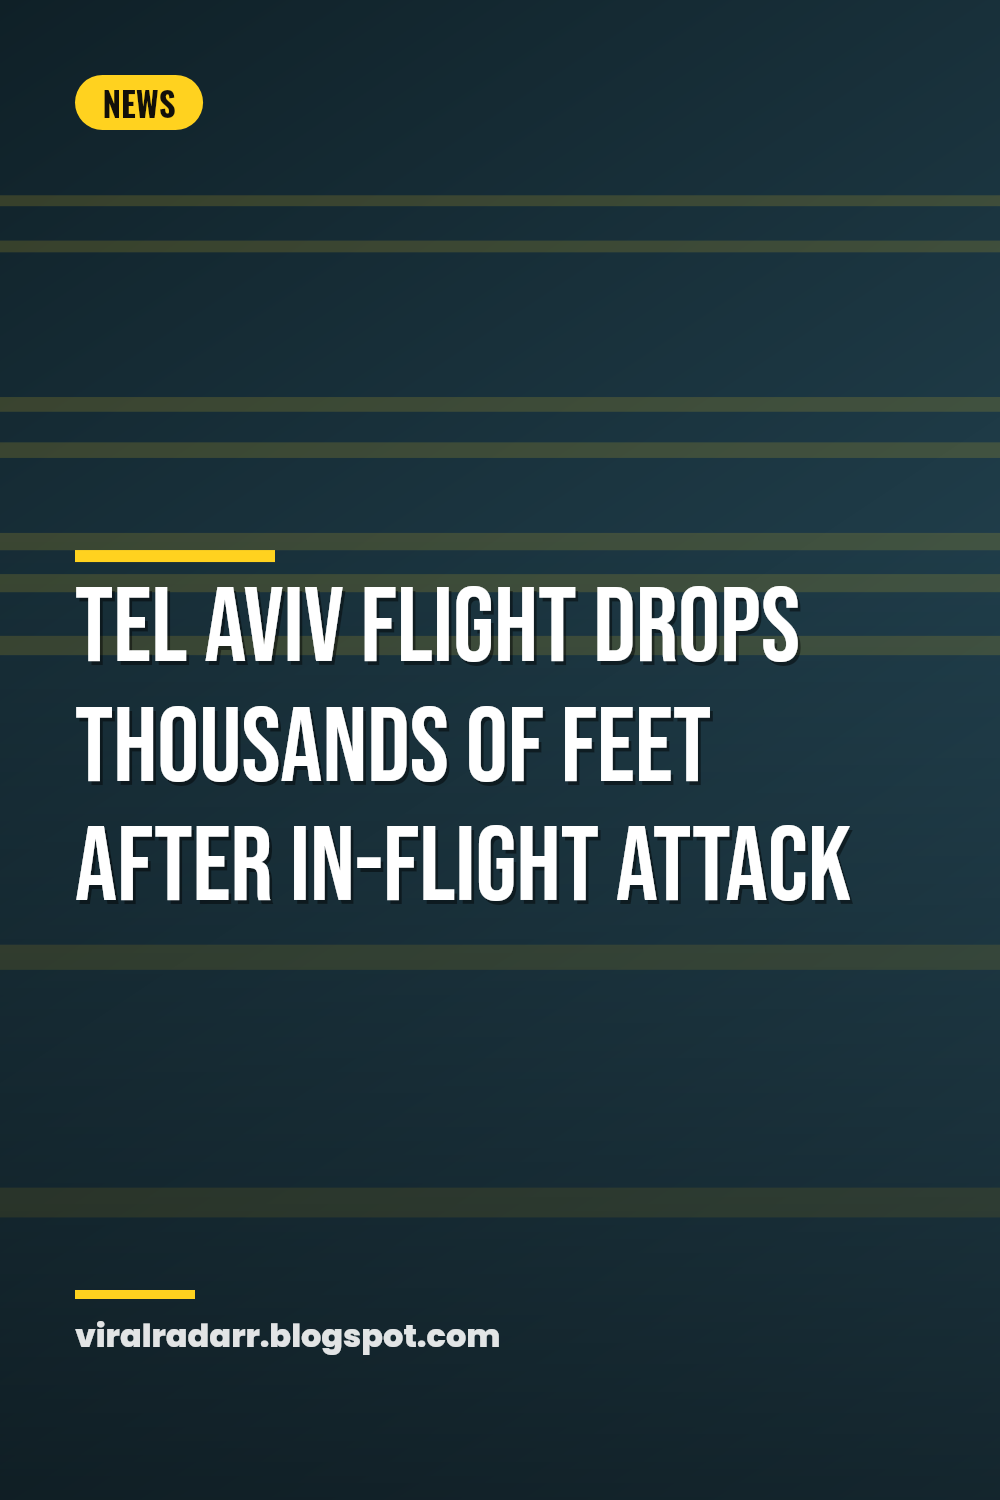 NEWS
TEL AVIV FLIGHT DROPS
THOUSANDS OF FEET
AFTER IN-FLIGHT ATTACK
viralradarr.blogspot.com